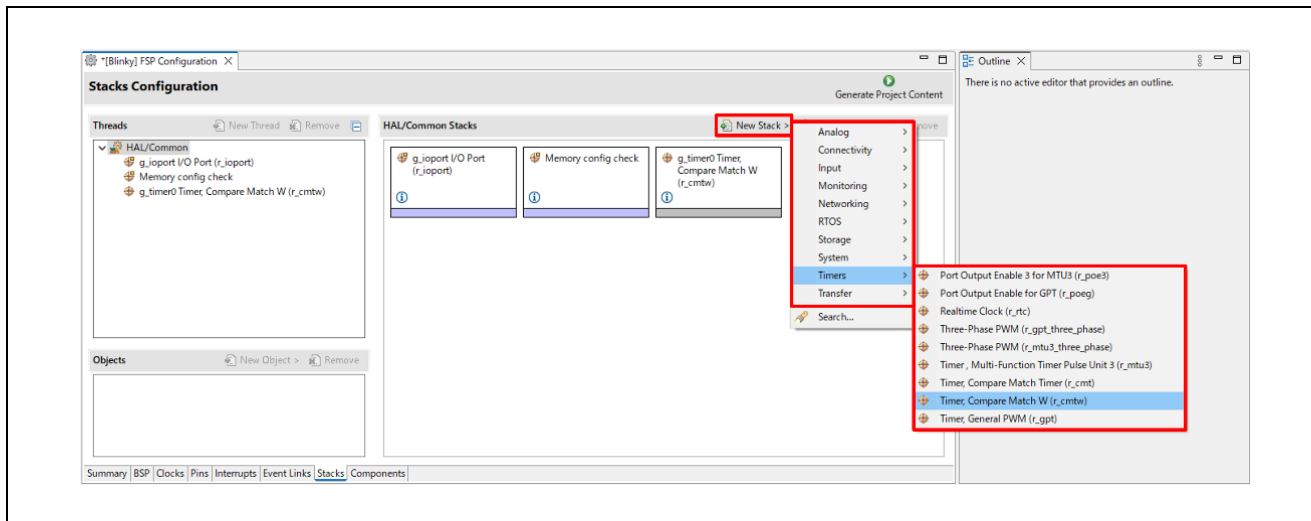 *[Blinky] FSP Configuration
Outline
Stacks Configuration
Generate Project Content
There is no active editor that provides an outline.
Threads
New Thread
Remove
HAL/Common Stacks
New Stack >
HAL/Common
g_ioport I/O Port (r_ioport)
Memory config check
g_timer0 Timer, Compare Match W (r_cmtw)
g_ioport I/O Port
(r_ioport)
Memory config check
g_timer0 Timer,
Compare Match W
(r_cmtw)
Analog >
Connectivity >
Input >
Monitoring >
Networking >
RTOS >
Storage >
System >
Timers >
Transfer >
Search...
Port Output Enable 3 for MTU3 (r_poe3)
Port Output Enable for GPT (r_poeg)
Realtime Clock (r_rtc)
Three-Phase PWM (r_gpt_three_phase)
Three-Phase PWM (r_mtu3_three_phase)
Timer , Multi-Function Timer Pulse Unit 3 (r_mtu3)
Timer, Compare Match Timer (r_cmt)
Timer, Compare Match W (r_cmtw)
Timer, General PWM (r_gpt)
Objects
New Object >
Remove
Summary BSP Clocks Pins Interrupts Event Links Stacks Components